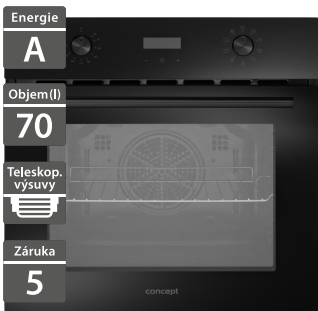 Energie
A
Objem(l)
70
Teleskop.
výsuvy
Záruka
5
concept